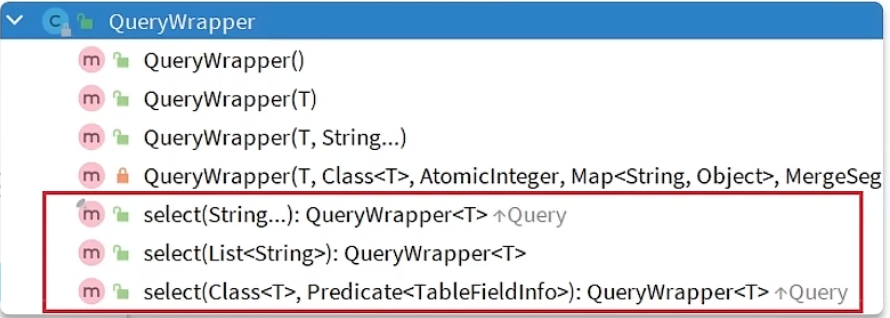 QueryWrapper
QueryWrapper()
QueryWrapper(T)
QueryWrapper(T, String...)
QueryWrapper(T, Class<T>, AtomicInteger, Map<String, Object>, MergeSeg
select(String...): QueryWrapper<T> ↑Query
select(List<String>): QueryWrapper<T>
select(Class<T>, Predicate<TableFieldInfo>): QueryWrapper<T> ↑Query